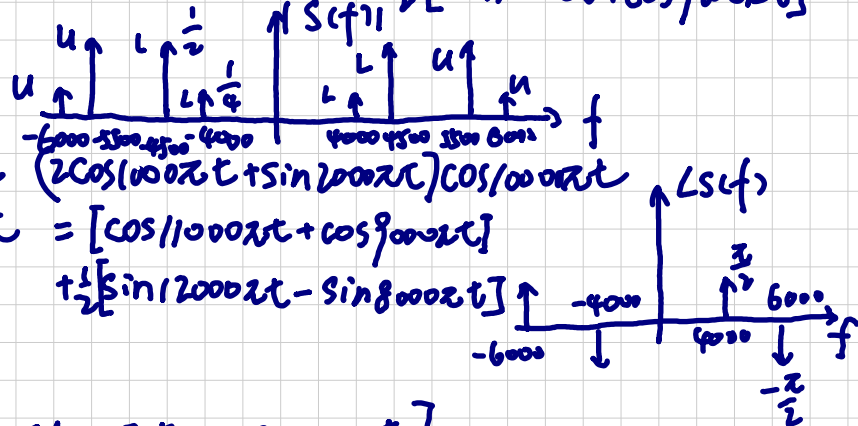 S(f)
U U L 1/2 L 1/4 L L U U
-6000 -5500 -4500 -4000 4000 4500 5500 6000 f
(2cos1000πt+sin2000πt]cos10000πt
∠S(f)
= [cos11000πt+cos9000πt]
+1/2[sin12000πt-sin8000πt]
π/2
-4000 6000
-6000 4000 f
-π/2